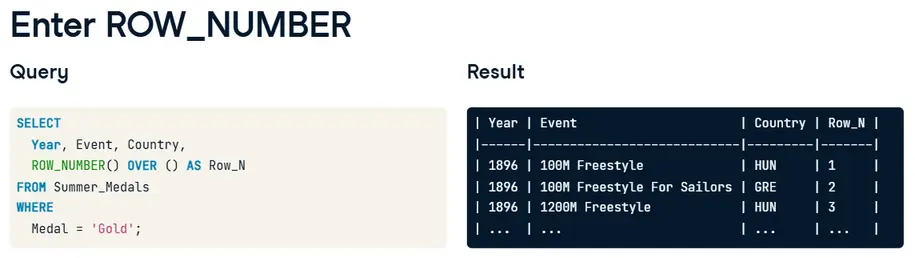 Enter ROW_NUMBER
Query
SELECT
Year, Event, Country,
ROW_NUMBER() OVER () AS Row_N
FROM Summer_Medals
WHERE
Medal = 'Gold';
Result
| Year | Event | Country | Row_N |
|------|--------------------------|---------|-------|
| 1896 | 100M Freestyle | HUN | 1 |
| 1896 | 100M Freestyle For Sailors | GRE | 2 |
| 1896 | 1200M Freestyle | HUN | 3 |
| ... | ... | ... | ... |